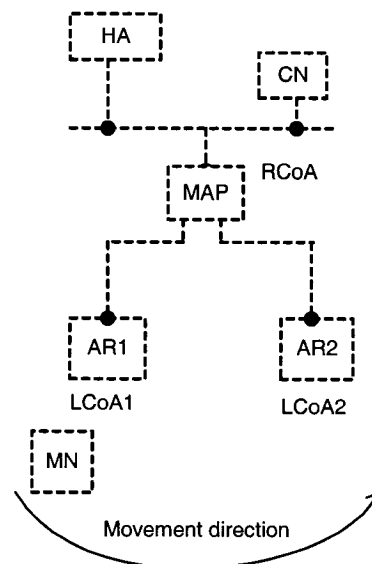 HA
CN
RCoA
MAP
AR1
AR2
LCoA1
LCoA2
MN
Movement direction